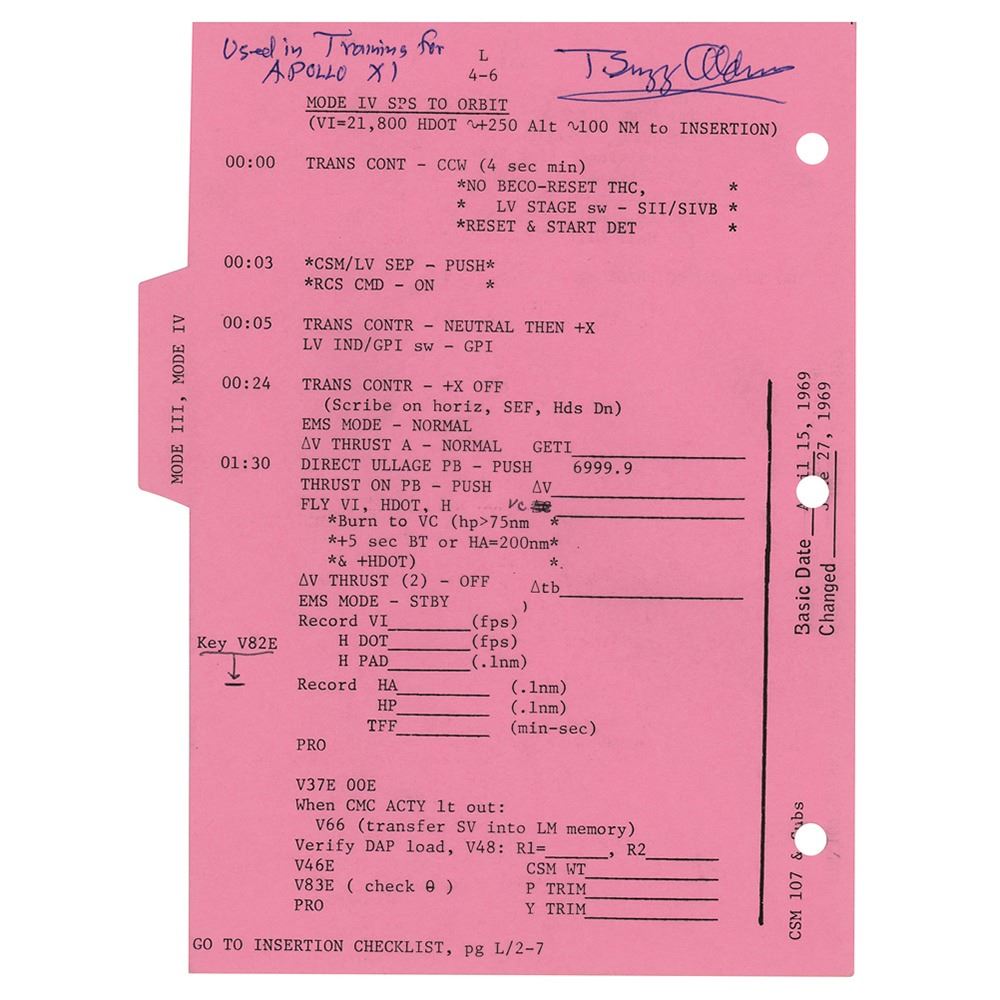 Used in Training for
APOLLO XI
Buzz Aldrin
L
4-6
MODE IV SPS TO ORBIT
(VI=21,800 HDOT ~+250 Alt ~100 NM to INSERTION)
00:00 TRANS CONT - CCW (4 sec min)
*NO BECO-RESET THC, *
* LV STAGE sw - SII/SIVB *
*RESET & START DET *
00:03 *CSM/LV SEP - PUSH*
*RCS CMD - ON *
00:05 TRANS CONTR - NEUTRAL THEN +X
LV IND/GPI sw - GPI
00:24 TRANS CONTR - +X OFF
(Scribe on horiz, SEF, Hds Dn)
EMS MODE - NORMAL
ΔV THRUST A - NORMAL GETI
01:30 DIRECT ULLAGE PB - PUSH 6999.9
THRUST ON PB - PUSH ΔV
FLY VI, HDOT, H VC
*Burn to VC (hp>75nm *
*+5 sec BT or HA=200nm*
*& +HDOT) *
ΔV THRUST (2) - OFF Δtb
EMS MODE - STBY
Record VI (fps)
H DOT (fps)
Key V82E
H PAD (.1nm)
Record HA (.1nm)
HP (.1nm)
TFF (min-sec)
PRO
V37E 00E
When CMC ACTY lt out:
V66 (transfer SV into LM memory)
Verify DAP load, V48: R1= , R2
V46E CSM WT
V83E ( check θ ) P TRIM
PRO Y TRIM
GO TO INSERTION CHECKLIST, pg L/2-7
MODE III, MODE IV
Basic Date 15, 1969
Changed 27, 1969
CSM 107 &